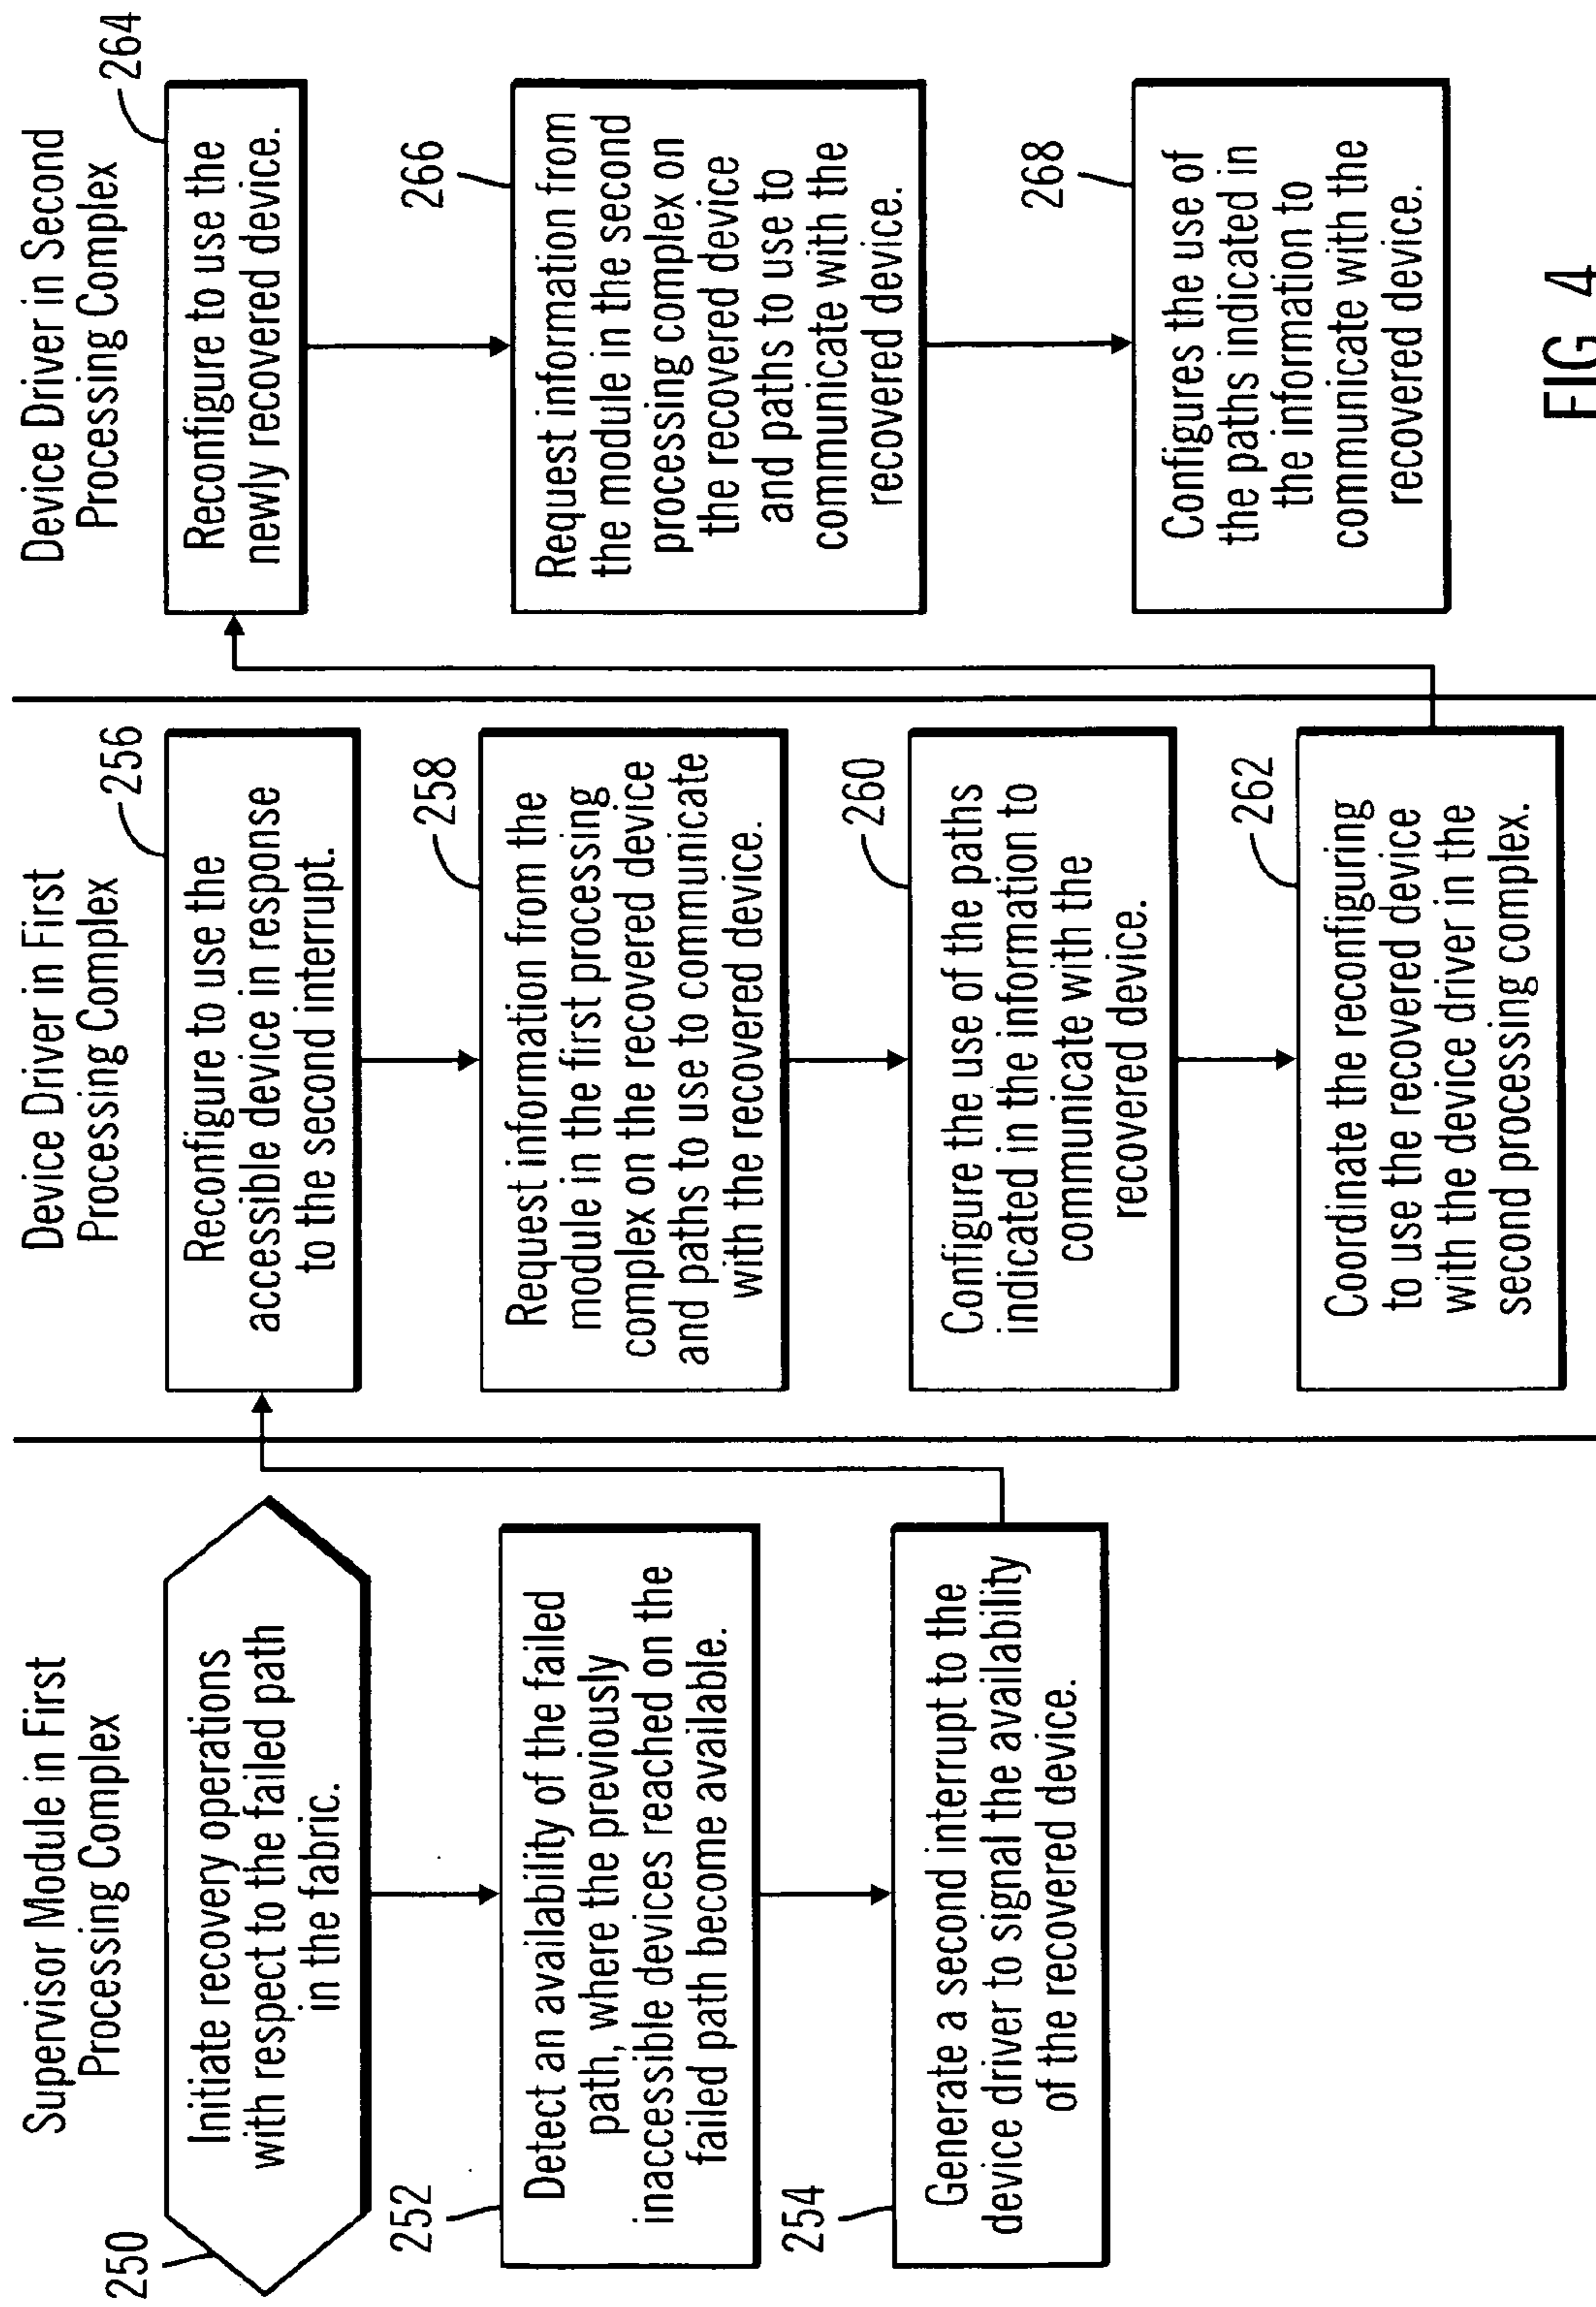 Supervisor Module in First
Processing Complex
250
Initiate recovery operations
with respect to the failed path
in the fabric.
252
Detect an availability of the failed
path, where the previously
inaccessible devices reached on the
failed path become available.
254
Generate a second interrupt to the
device driver to signal the availability
of the recovered device.
Device Driver in First
Processing Complex
256
Reconfigure to use the
accessible device in response
to the second interrupt.
258
Request information from the
module in the first processing
complex on the recovered device
and paths to use to communicate
with the recovered device.
260
Configure the use of the paths
indicated in the information to
communicate with the
recovered device.
262
Coordinate the reconfiguring
to use the recovered device
with the device driver in the
second processing complex.
Device Driver in Second
Processing Complex
264
Reconfigure to use the
newly recovered device.
266
Request information from
the module in the second
processing complex on
the recovered device
and paths to use to
communicate with the
recovered device.
268
Configures the use of
the paths indicated in
the information to
communicate with the
recovered device.
FIG. 4